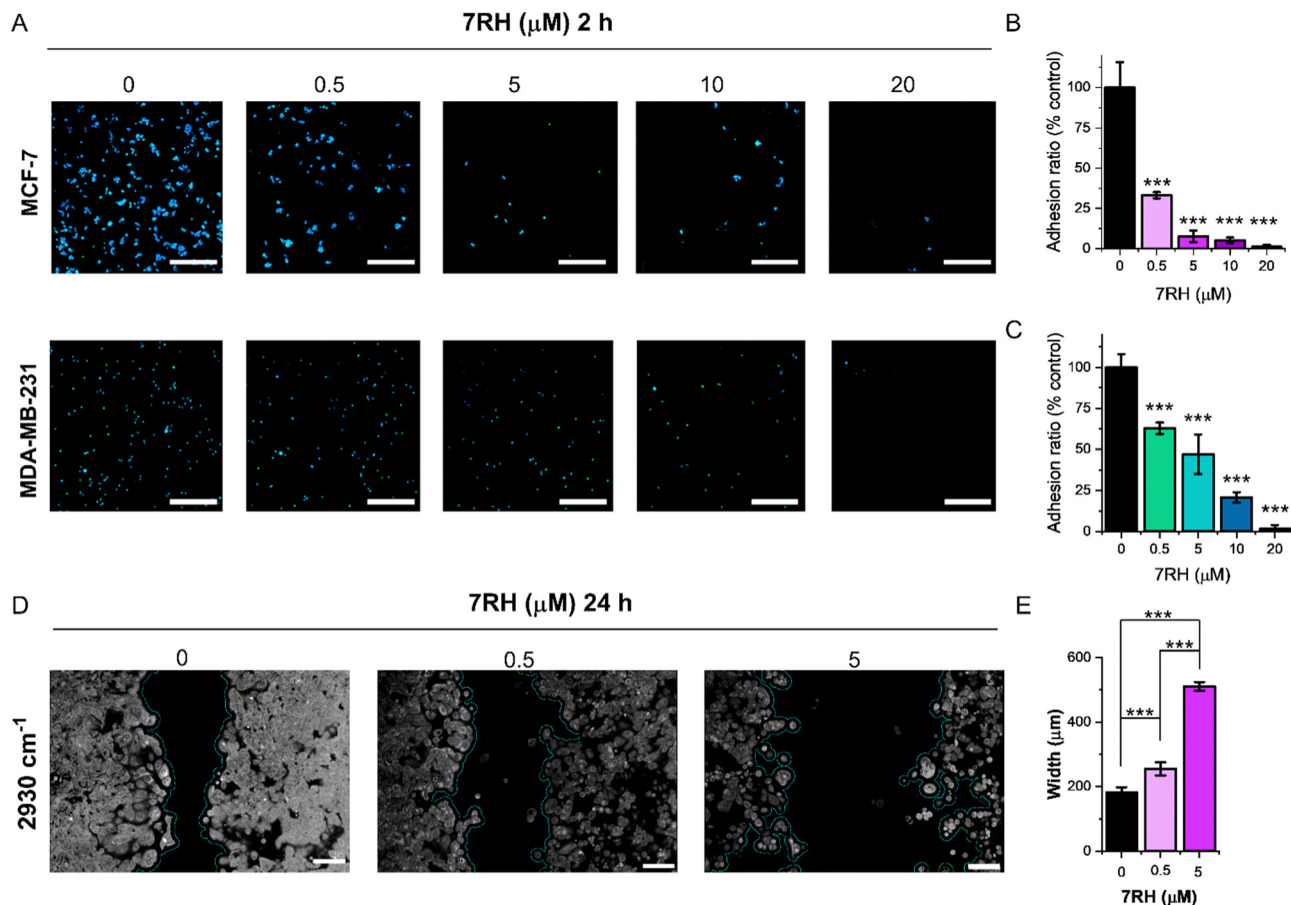 A
7RH (μM) 2 h
0 0.5 5 10 20
MCF-7
MDA-MB-231
B
Adhesion ratio (% control)
100
75
50
25
0
***
*** *** ***
0 0.5 5 10 20
7RH (μM)
C
Adhesion ratio (% control)
100
75
50
25
0
***
***
***
***
0 0.5 5 10 20
7RH (μM)
D
7RH (μM) 24 h
0 0.5 5
2930 cm⁻¹
E
Width (μm)
600
400
200
0
***
***
***
0 0.5 5
7RH (μM)